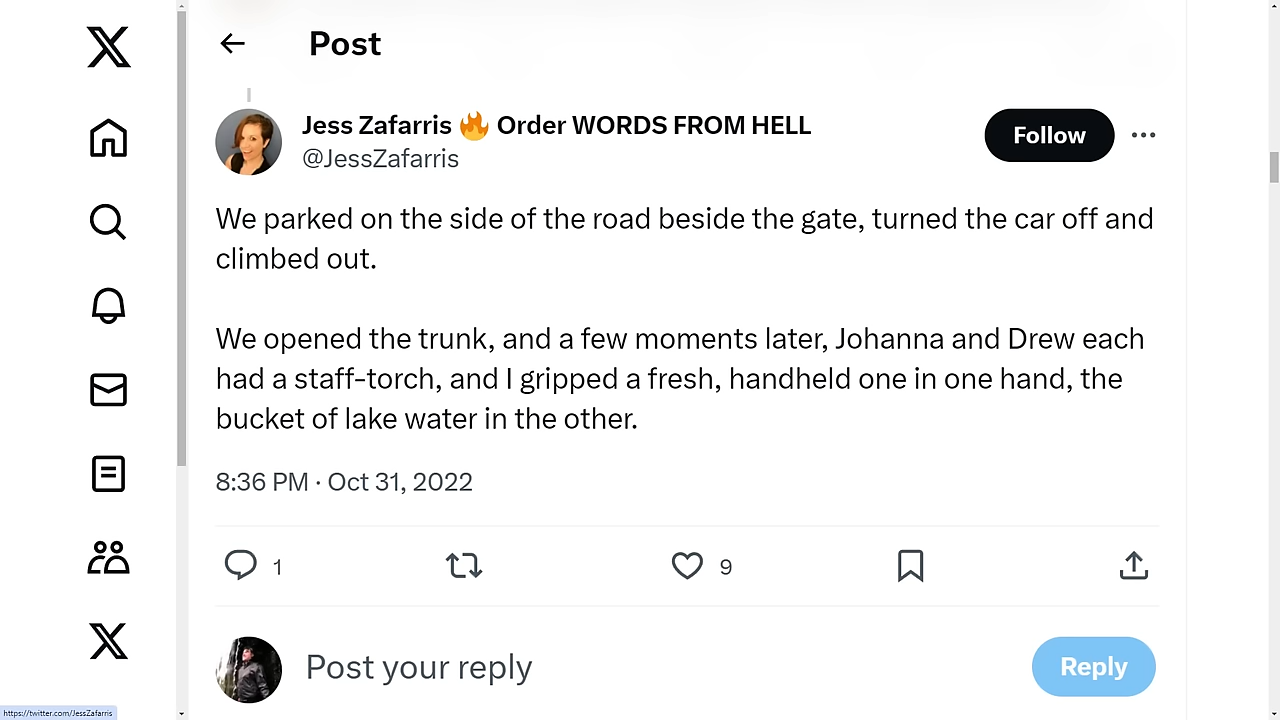 Post
Jess Zafarris 🔥 Order WORDS FROM HELL
@JessZafarris
Follow
We parked on the side of the road beside the gate, turned the car off and
climbed out.
We opened the trunk, and a few moments later, Johanna and Drew each
had a staff-torch, and I gripped a fresh, handheld one in one hand, the
bucket of lake water in the other.
8:36 PM · Oct 31, 2022
1
9
Post your reply
Reply
https://twitter.com/JessZafarris